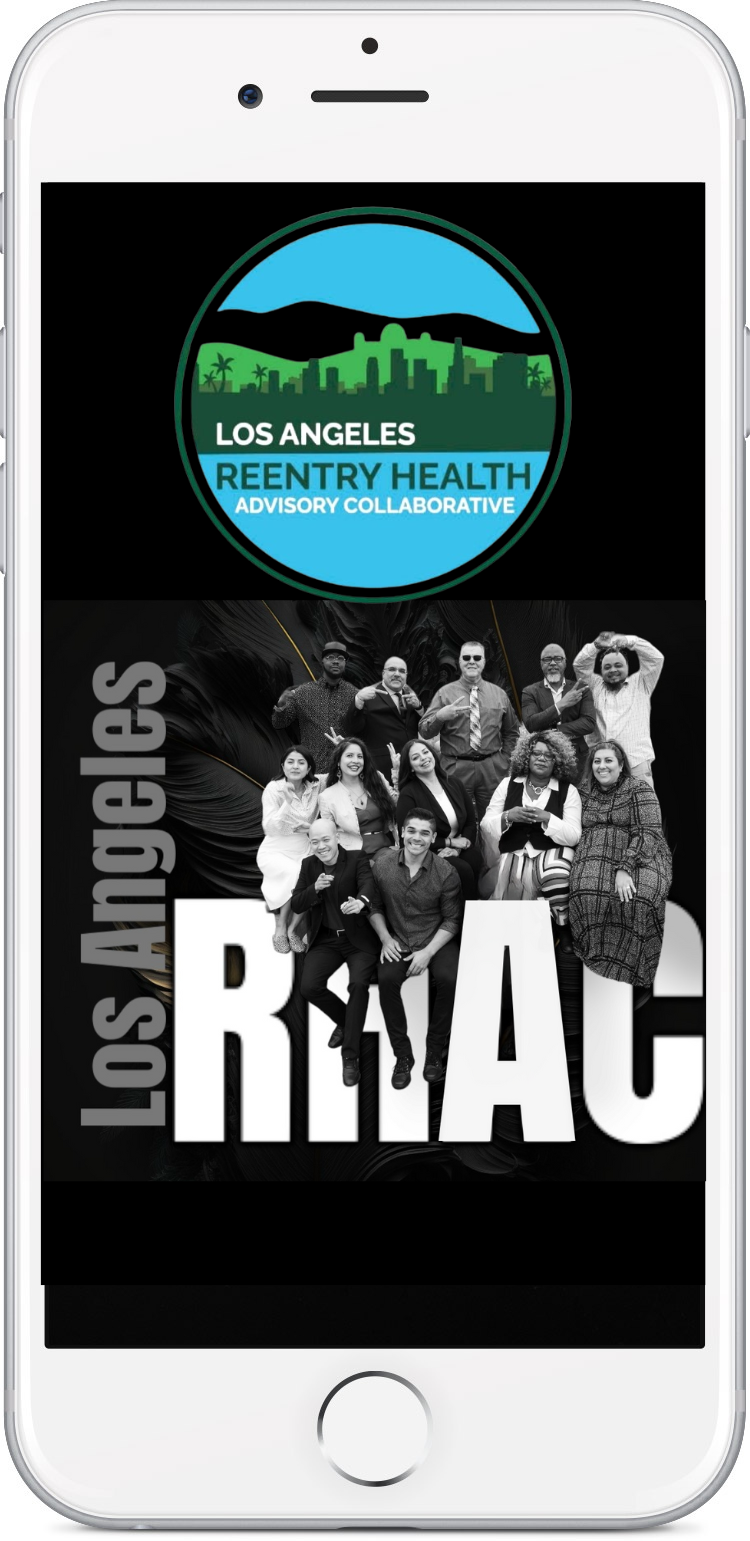 LOS ANGELES
REENTRY HEALTH
ADVISORY COLLABORATIVE
Los Angeles
RHAC